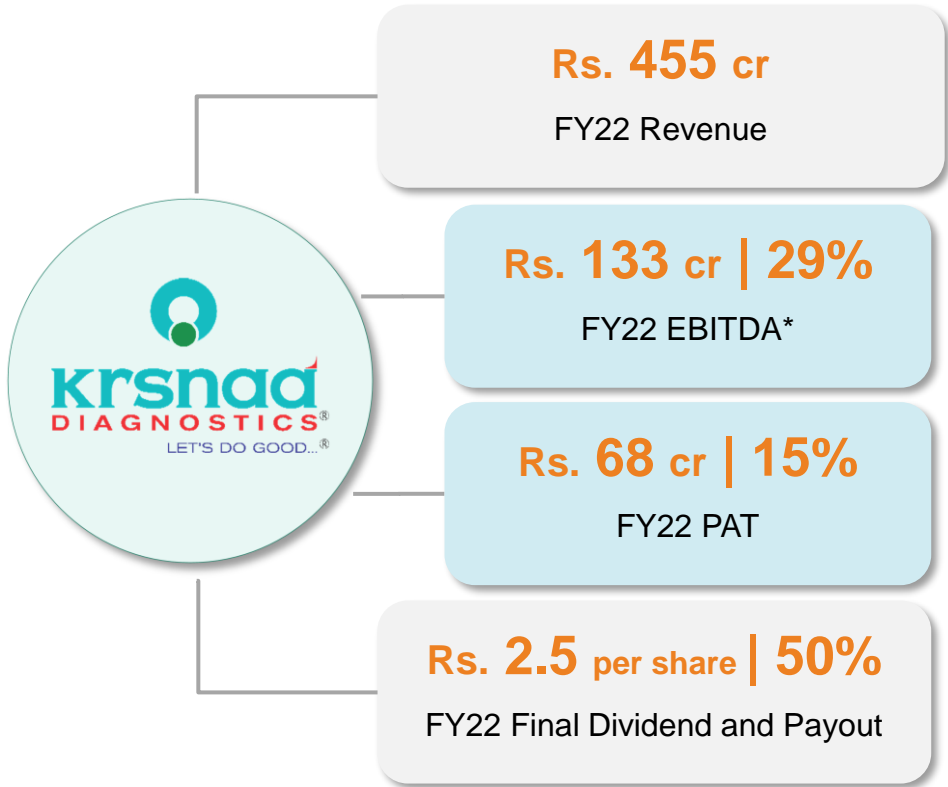 Rs. 455 cr
FY22 Revenue
Rs. 133 cr | 29%
FY22 EBITDA*
krsnaa
DIAGNOSTICS®
LET'S DO GOOD...®
Rs. 68 cr | 15%
FY22 PAT
Rs. 2.5 per share | 50%
FY22 Final Dividend and Payout